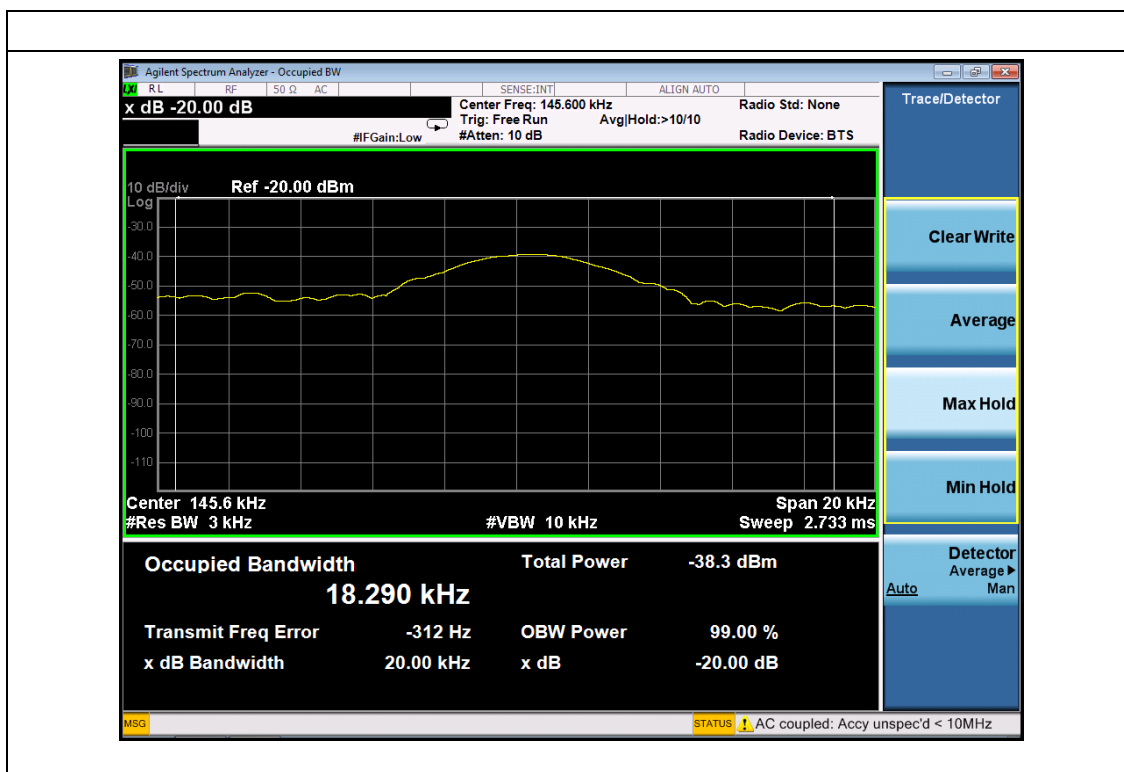 Agilent Spectrum Analyzer - Occupied BW
LXI RL RF 50 Ω AC SENSE:INT ALIGN AUTO
x dB -20.00 dB
Center Freq: 145.600 kHz
Radio Std: None
Trig: Free Run Avg|Hold:>10/10
#IFGain:Low
#Atten: 10 dB
Radio Device: BTS
10 dB/div Ref -20.00 dBm
Log
-30.0
-40.0
-50.0
-60.0
-70.0
-80.0
-90.0
-100
-110
Center 145.6 kHz
Span 20 kHz
#Res BW 3 kHz
#VBW 10 kHz
Sweep 2.733 ms
Occupied Bandwidth
Total Power -38.3 dBm
18.290 kHz
Transmit Freq Error -312 Hz
OBW Power 99.00 %
x dB Bandwidth 20.00 kHz
x dB -20.00 dB
Trace/Detector
Clear Write
Average
Max Hold
Min Hold
Detector
Average▶
Auto Man
MSG
STATUS
AC coupled: Accy unspec'd < 10MHz